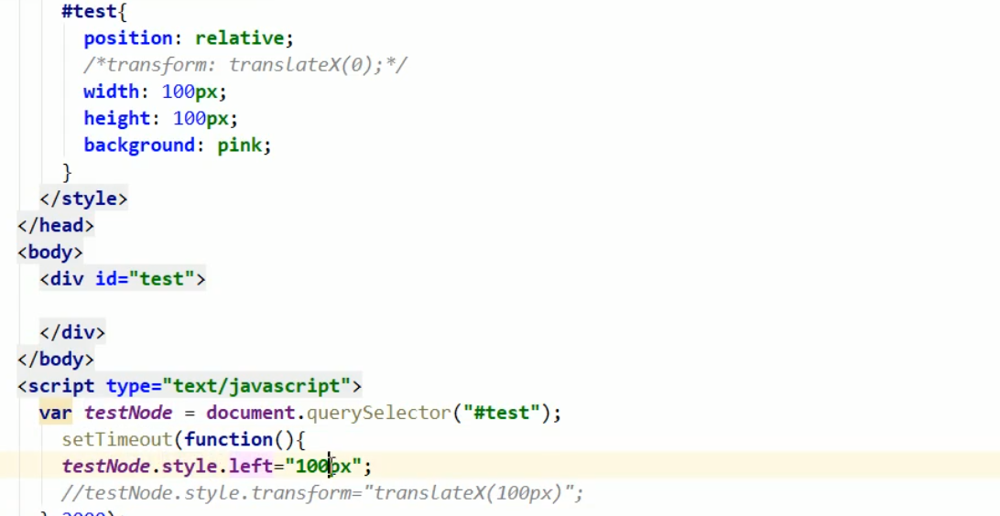 #test{
position: relative;
/*transform: translateX(0);*/
width: 100px;
height: 100px;
background: pink;
}
</style>
</head>
<body>
<div id="test">
</div>
</body>
<script type="text/javascript">
var testNode = document.querySelector("#test");
setTimeout(function(){
testNode.style.left="100px";
//testNode.style.transform="translateX(100px)";
},2000);